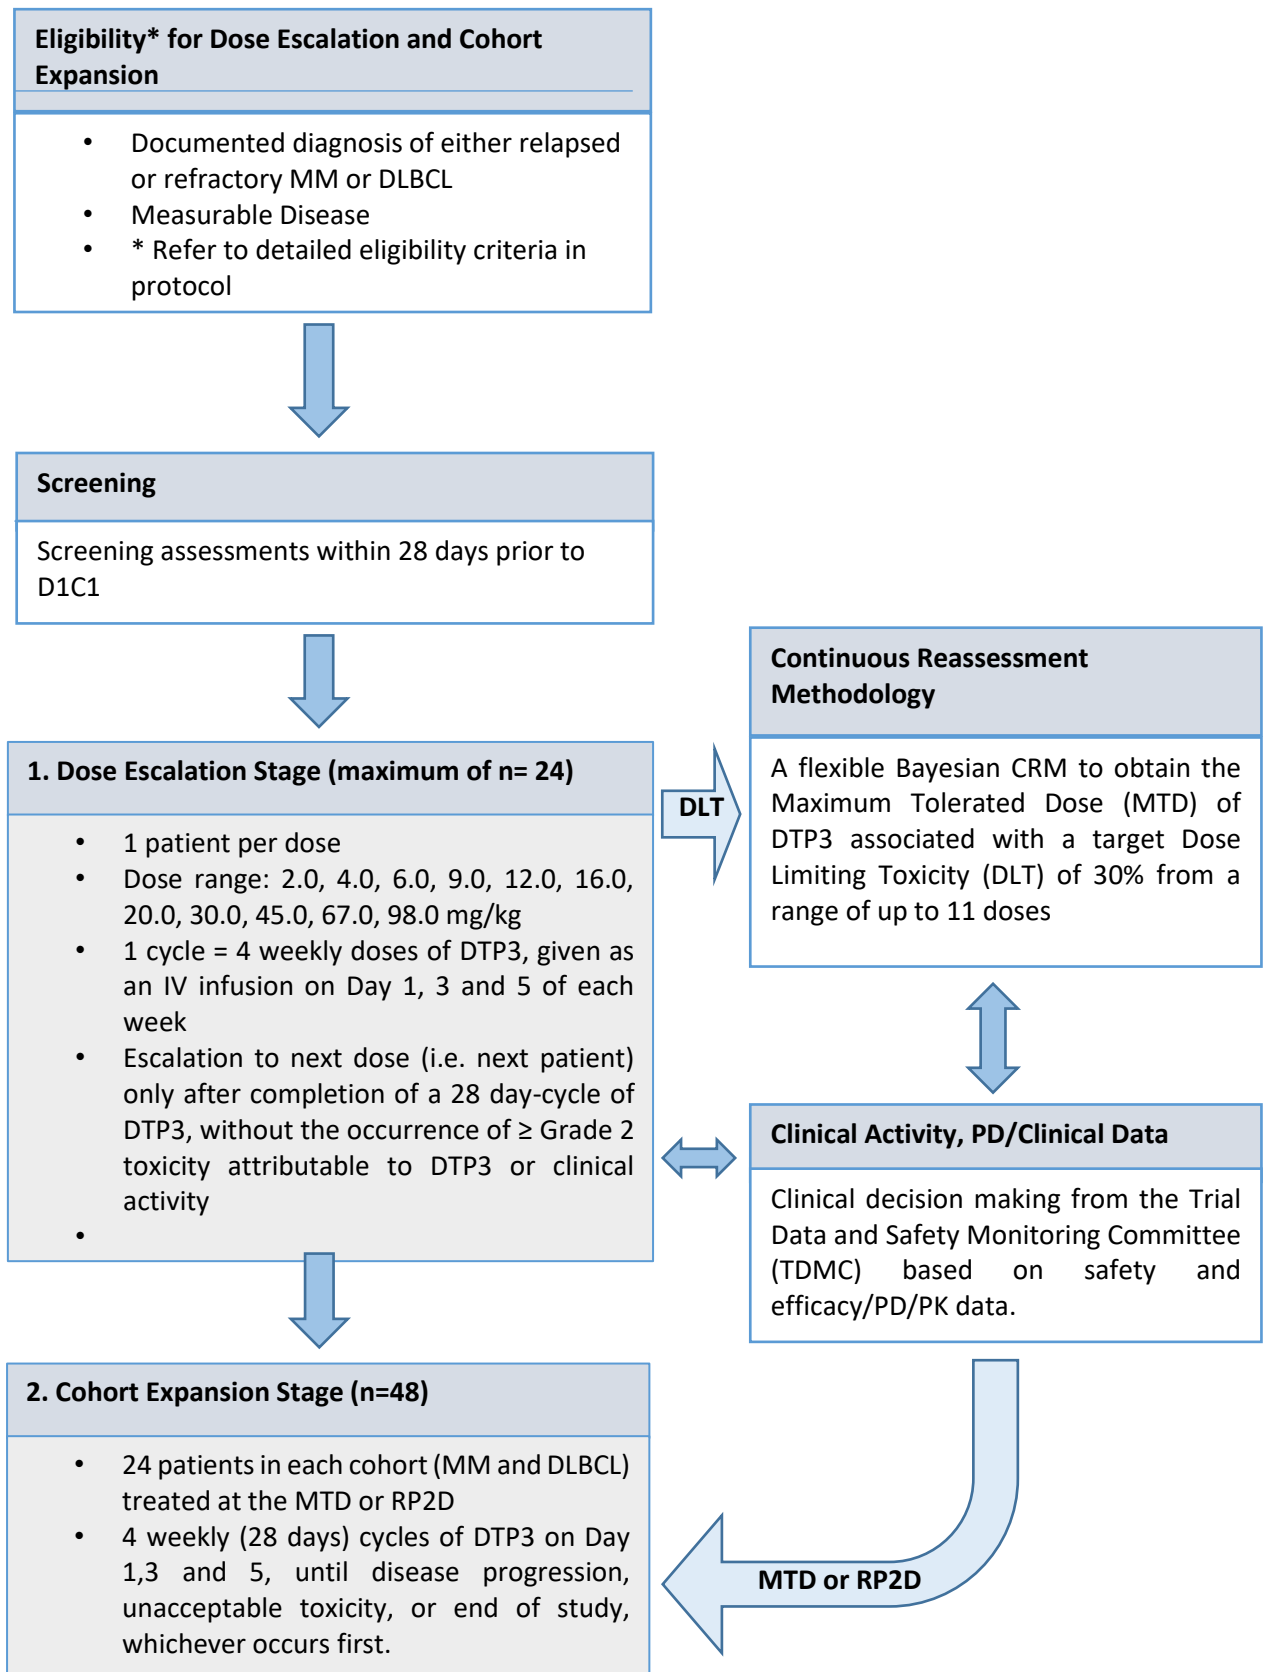 Eligibility* for Dose Escalation and Cohort
Expansion
• Documented diagnosis of either relapsed
or refractory MM or DLBCL
• Measurable Disease
• * Refer to detailed eligibility criteria in
protocol
Screening
Screening assessments within 28 days prior to
D1C1
1. Dose Escalation Stage (maximum of n= 24)
• 1 patient per dose
• Dose range: 2.0, 4.0, 6.0, 9.0, 12.0, 16.0,
20.0, 30.0, 45.0, 67.0, 98.0 mg/kg
• 1 cycle = 4 weekly doses of DTP3, given as
an IV infusion on Day 1, 3 and 5 of each
week
• Escalation to next dose (i.e. next patient)
only after completion of a 28 day-cycle of
DTP3, without the occurrence of ≥ Grade 2
toxicity attributable to DTP3 or clinical
activity
•
DLT
Continuous Reassessment
Methodology
A flexible Bayesian CRM to obtain the
Maximum Tolerated Dose (MTD) of
DTP3 associated with a target Dose
Limiting Toxicity (DLT) of 30% from a
range of up to 11 doses
Clinical Activity, PD/Clinical Data
Clinical decision making from the Trial
Data and Safety Monitoring Committee
(TDMC) based on safety and
efficacy/PD/PK data.
MTD or RP2D
2. Cohort Expansion Stage (n=48)
• 24 patients in each cohort (MM and DLBCL)
treated at the MTD or RP2D
• 4 weekly (28 days) cycles of DTP3 on Day
1,3 and 5, until disease progression,
unacceptable toxicity, or end of study,
whichever occurs first.